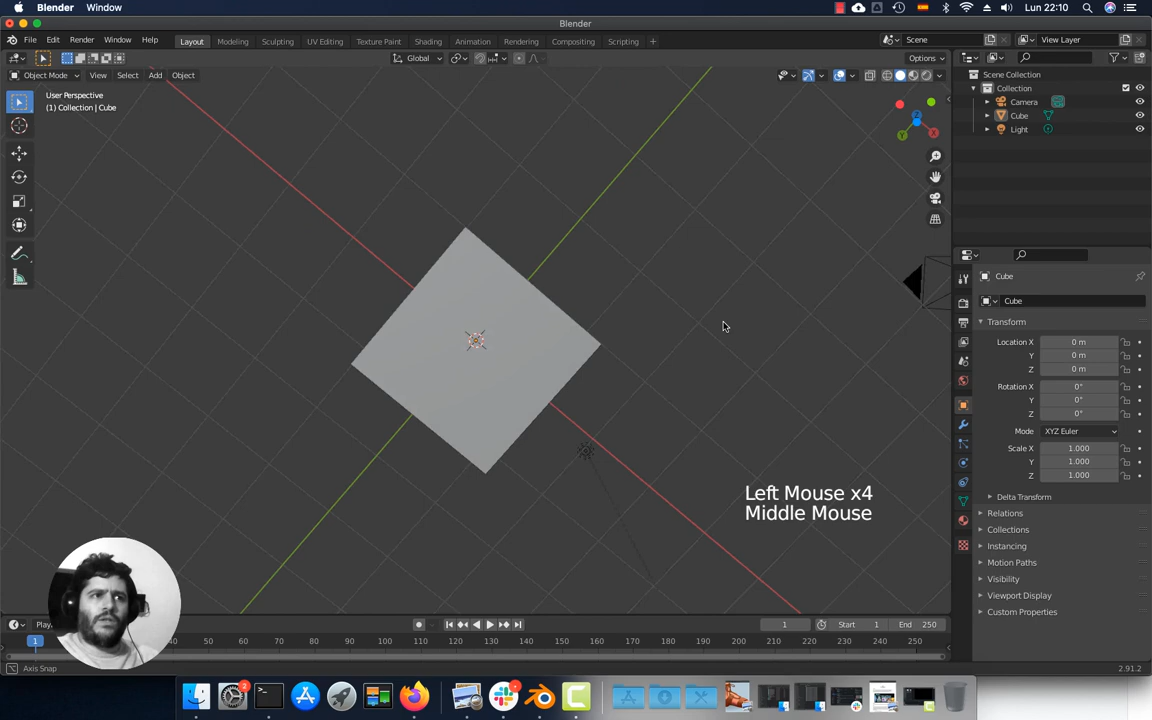 Blender Window Lun 22:10
Blender
File Edit Render Window Help Layout Modeling Sculpting UV Editing Texture Paint Shading Animation Rendering Compositing Scripting + Scene View Layer
Global Options
Object Mode View Select Add Object
User Perspective
(1) Collection | Cube
Scene Collection
Collection
Camera
Cube
Light
Z
Y
X
Cube
Cube
Transform
Location X 0 m
Y 0 m
Z 0 m
Rotation X 0°
Y 0°
Z 0°
Mode XYZ Euler
Scale X 1.000
Y 1.000
Z 1.000
Delta Transform
Relations
Collections
Instancing
Motion Paths
Visibility
Viewport Display
Custom Properties
Left Mouse x4
Middle Mouse
1 Start 1 End 250
1 40 50 60 70 80 90 100 110 120 130 140 150 160 170 180 190 200 210 220 230 240 250
Axis Snap 2.91.2
2